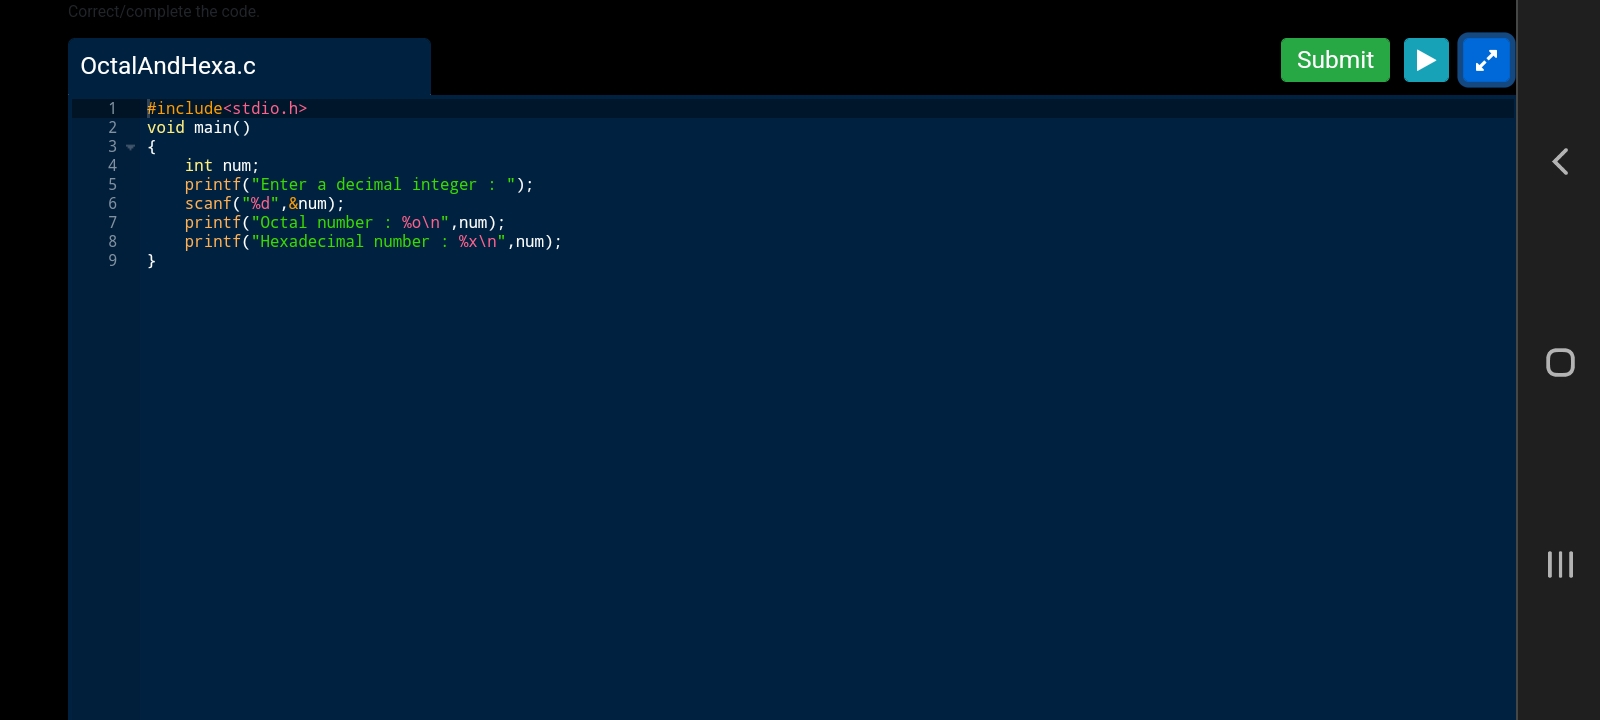 Correct/complete the code.
OctalAndHexa.c
Submit
1 #include<stdio.h>
2 void main()
3 {
4     int num;
5     printf("Enter a decimal integer : ");
6     scanf("%d",&num);
7     printf("Octal number : %o\n",num);
8     printf("Hexadecimal number : %x\n",num);
9 }